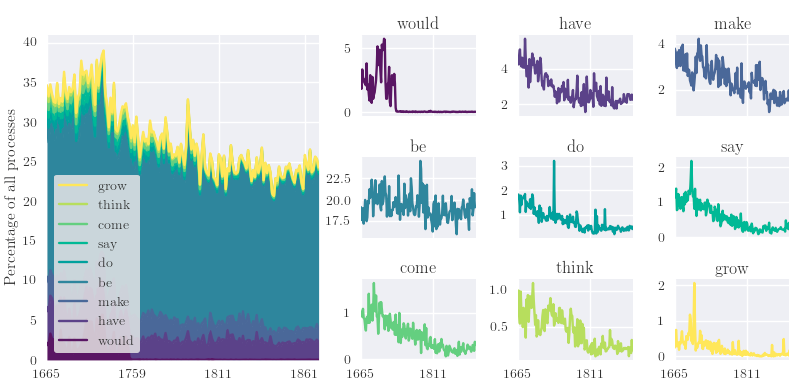 Percentage of all processes
40
35
30
25
20
15
10
5
0
1665
1759
1811
1861
grow
think
come
say
do
be
make
have
would
would
5
0
have
4
2
make
4
2
be
22.5
20.0
17.5
do
3
2
1
say
2
1
0
come
1
0
1665
1811
think
1.0
0.5
1665
1811
grow
2
1
0
1665
1811